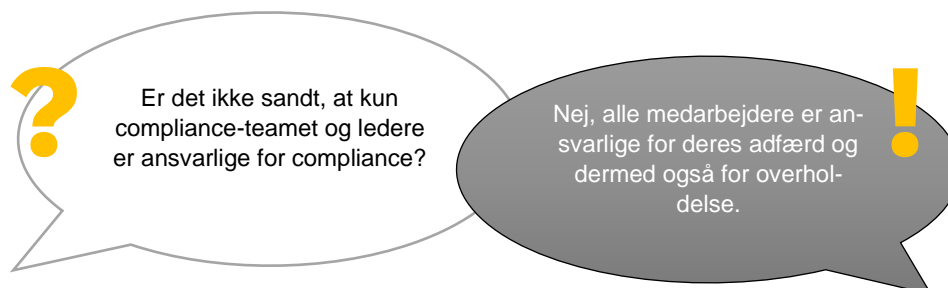 ?
Er det ikke sandt, at kun
compliance-teamet og ledere
er ansvarlige for compliance?
!
Nej, alle medarbejdere er an-
svarlige for deres adfærd og
dermed også for overhol-
delse.